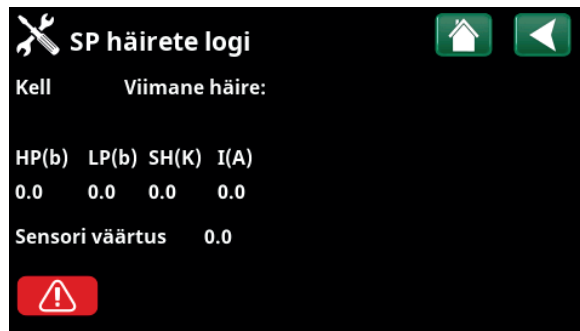 SP häirete logi
Kell Viimane häire:
HP(b) LP(b) SH(K) I(A)
0.0 0.0 0.0 0.0
Sensori väärtus 0.0